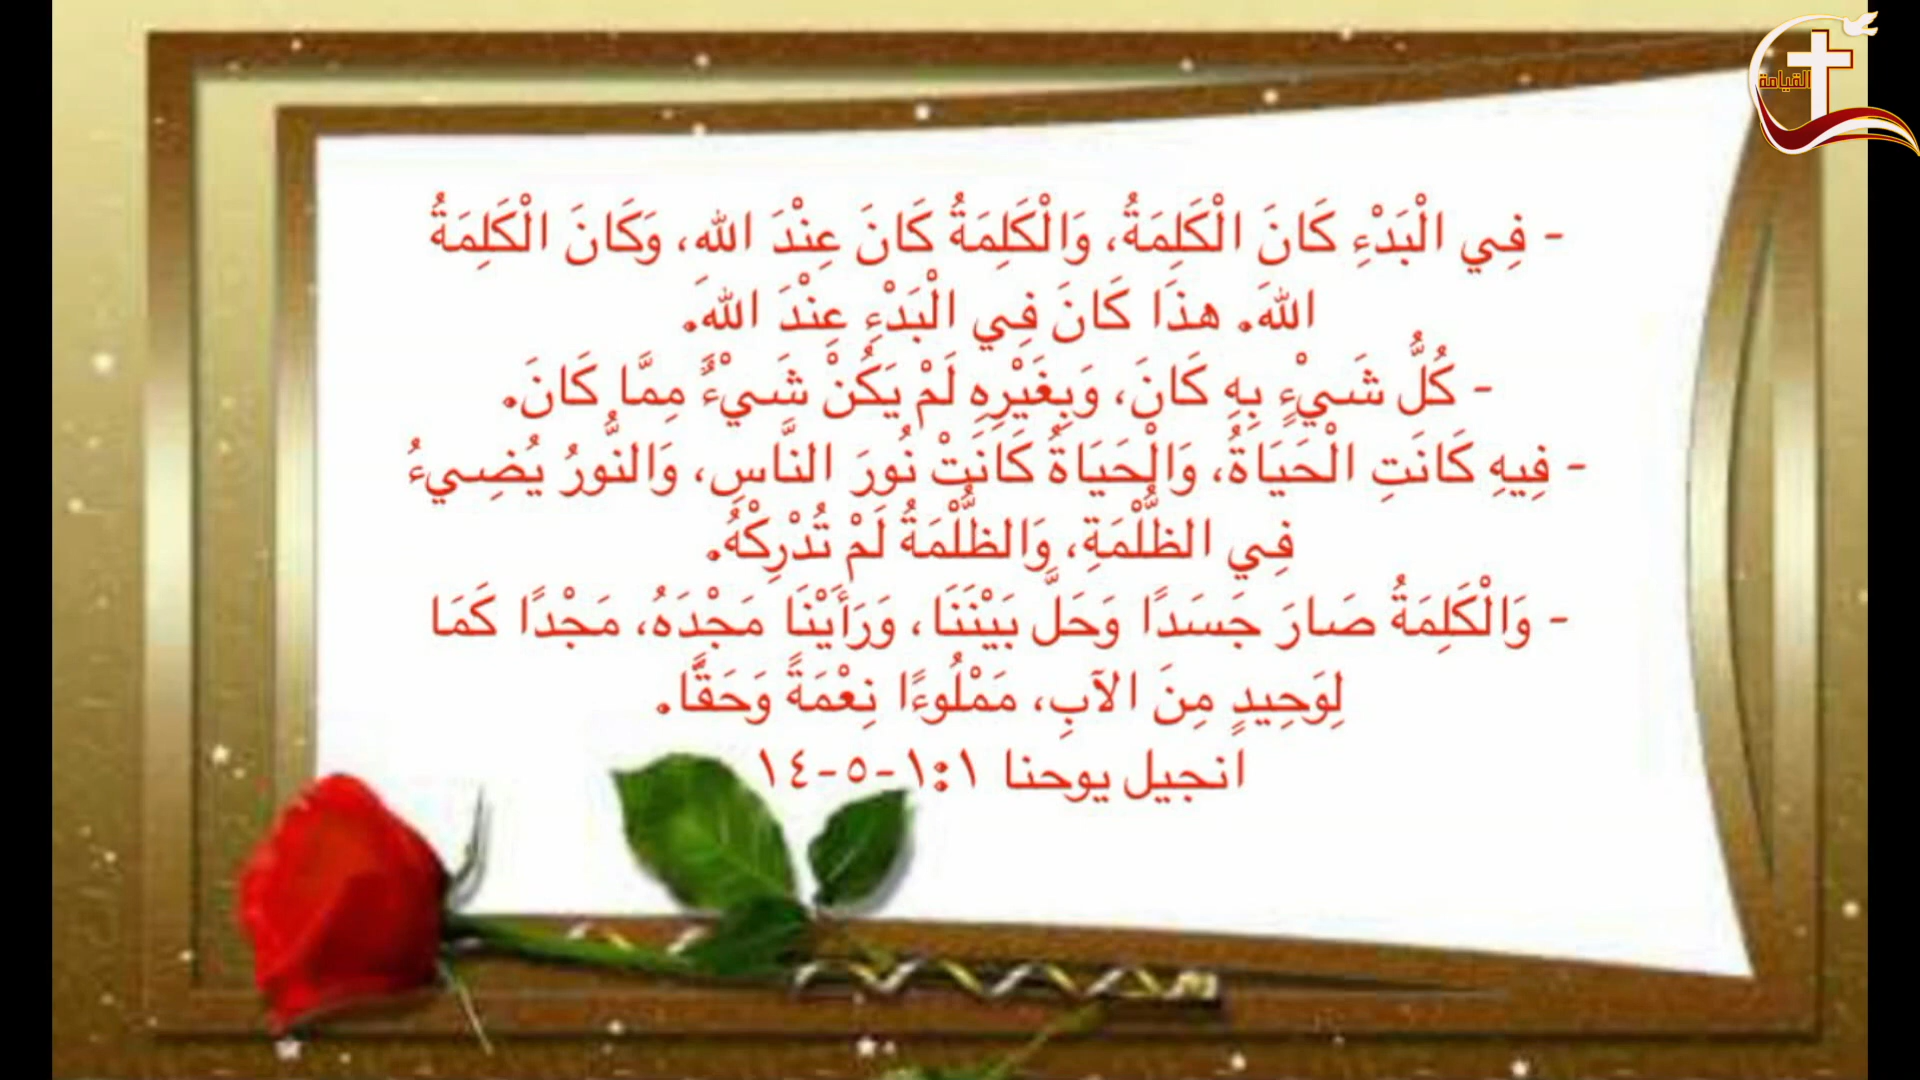 القيامة
- فِي الْبَدْءِ كَانَ الْكَلِمَةُ، وَالْكَلِمَةُ كَانَ عِنْدَ اللهِ، وَكَانَ الْكَلِمَةُ
اللهَ. هذَا كَانَ فِي الْبَدْءِ عِنْدَ اللهَ.
- كُلُّ شَيْءٍ بِهِ كَانَ، وَبِغَيْرِهِ لَمْ يَكُنْ شَيْءٌ مِمَّا كَانَ.
- فِيهِ كَانَتِ الْحَيَاةُ، وَالْحَيَاةُ كَانَتْ نُورَ النَّاسِ، وَالنُّورُ يُضِيءُ
فِي الظُّلْمَةِ، وَالظُّلْمَةُ لَمْ تُدْرِكْهُ.
- وَالْكَلِمَةُ صَارَ جَسَدًا وَحَلَّ بَيْنَنَا، وَرَأَيْنَا مَجْدَهُ، مَجْدًا كَمَا
لِوَحِيدٍ مِنَ الآبِ، مَمْلُوءًا نِعْمَةً وَحَقًّا.
انجيل يوحنا ١:١-٥-١٤